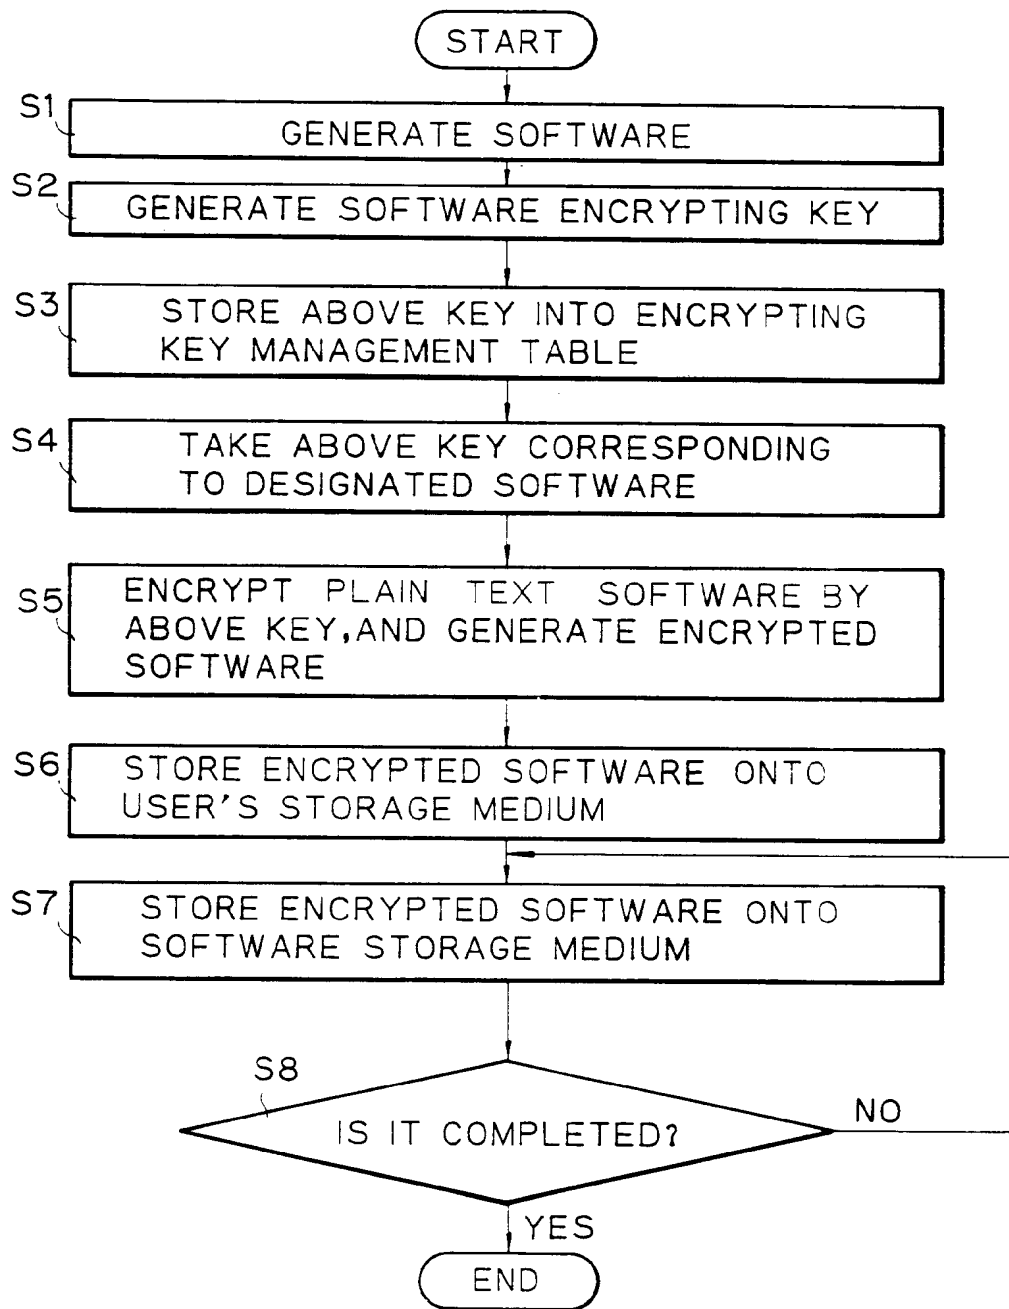 START
S1
GENERATE SOFTWARE
S2
GENERATE SOFTWARE ENCRYPTING KEY
S3
STORE ABOVE KEY INTO ENCRYPTING
KEY MANAGEMENT TABLE
S4
TAKE ABOVE KEY CORRESPONDING
TO DESIGNATED SOFTWARE
S5
ENCRYPT PLAIN TEXT SOFTWARE BY
ABOVE KEY, AND GENERATE ENCRYPTED
SOFTWARE
S6
STORE ENCRYPTED SOFTWARE ONTO
USER'S STORAGE MEDIUM
S7
STORE ENCRYPTED SOFTWARE ONTO
SOFTWARE STORAGE MEDIUM
S8
IS IT COMPLETED?
NO
YES
END